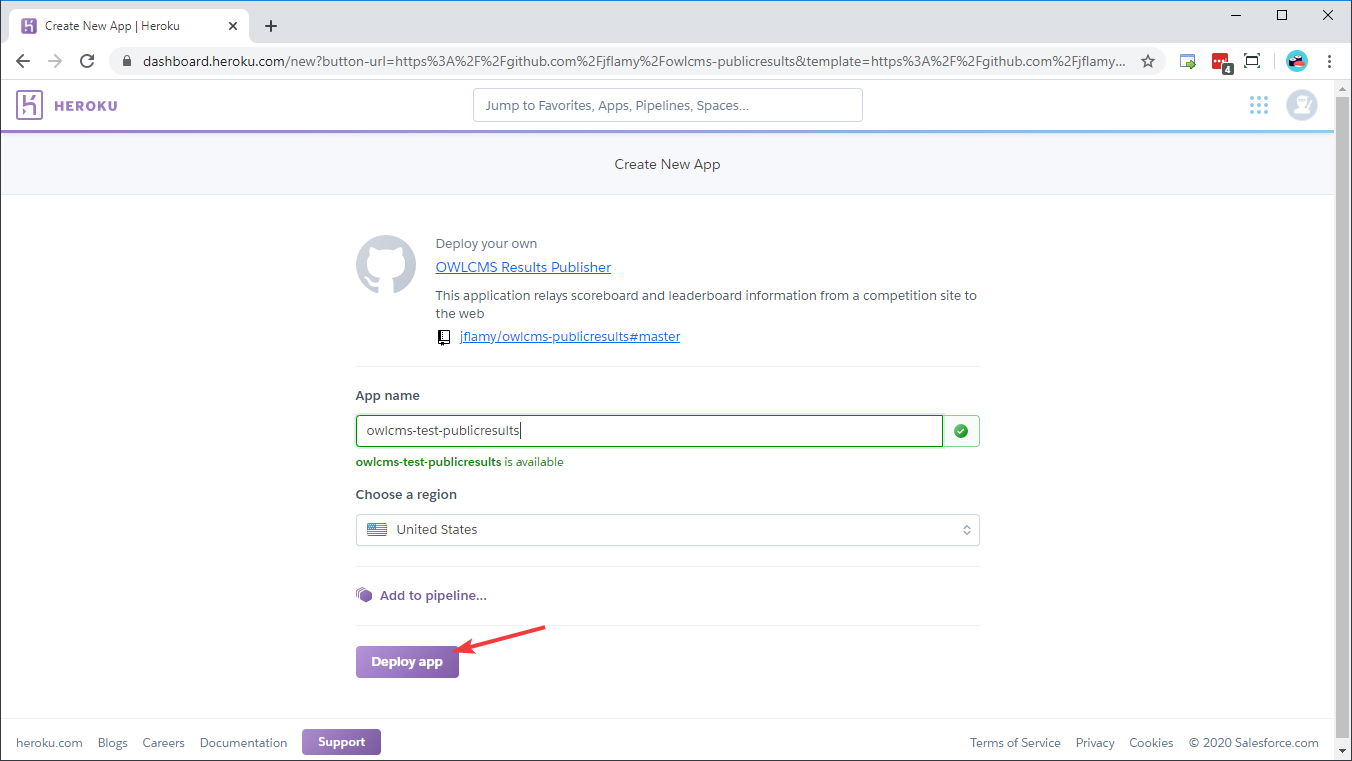 Create New App | Heroku
dashboard.heroku.com/new?button-url=https%3A%2F%2Fgithub.com%2Fjflamy%2Fowlcms-publicresults&template=https%3A%2F%2Fgithub.com%2Fjflamy...
4
HEROKU
Jump to Favorites, Apps, Pipelines, Spaces...
Create New App
Deploy your own
OWLCMS Results Publisher
This application relays scoreboard and leaderboard information from a competition site to
the web
jflamy/owlcms-publicresults#master
App name
owlcms-test-publicresults
owlcms-test-publicresults is available
Choose a region
United States
Add to pipeline...
Deploy app
heroku.com Blogs Careers Documentation Support Terms of Service Privacy Cookies © 2020 Salesforce.com